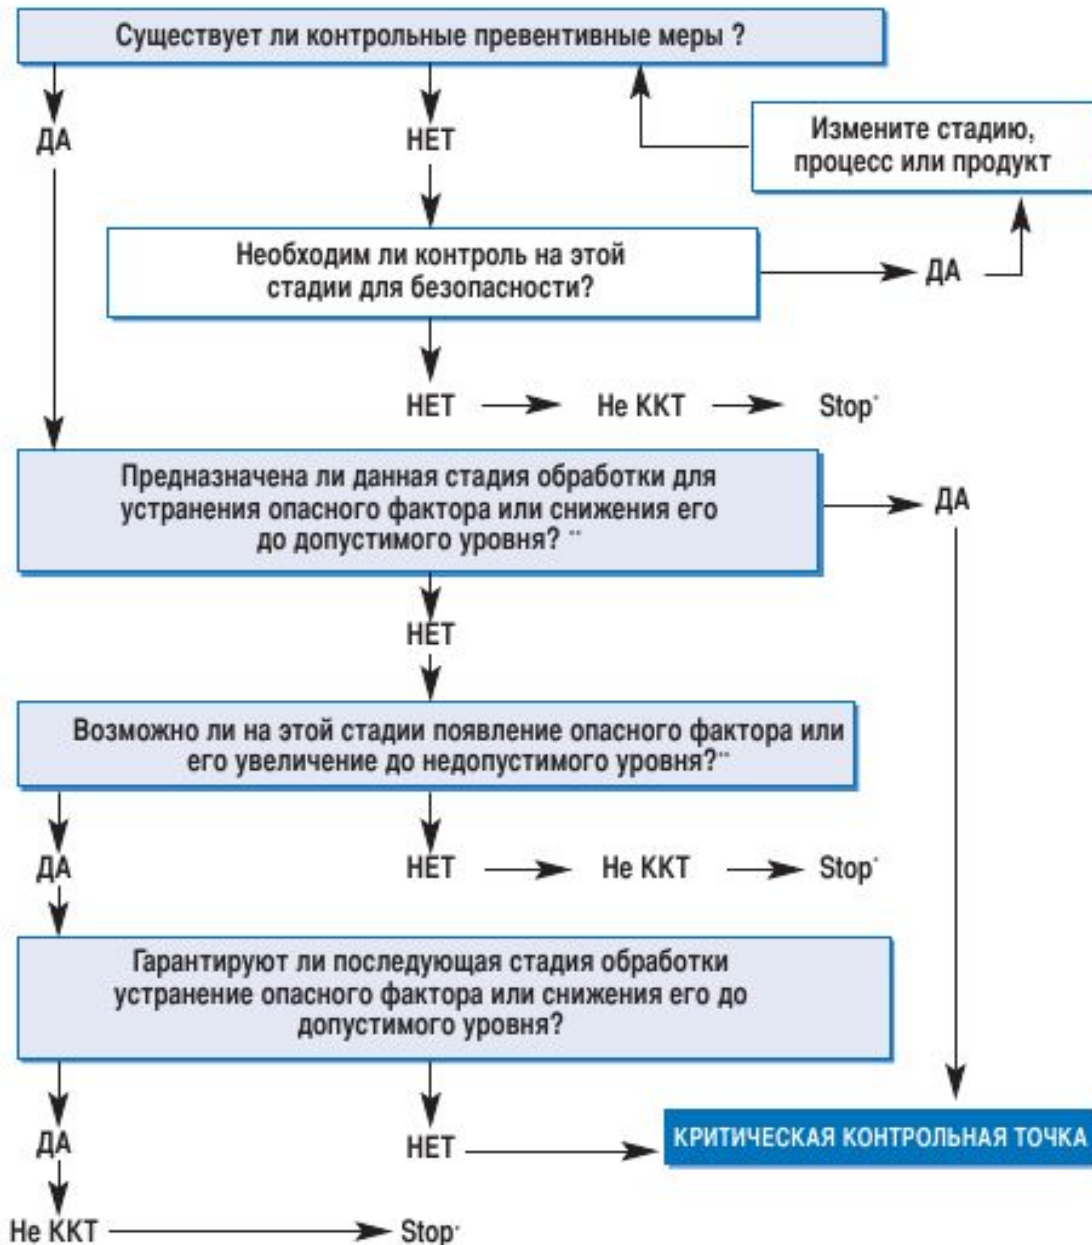 Существует ли контрольные превентивные меры ?
ДА
НЕТ
Измените стадию,
процесс или продукт
Необходим ли контроль на этой
стадии для безопасности?
ДА
НЕТ
Не ККТ
Stop*
Предназначена ли данная стадия обработки для
устранения опасного фактора или снижения его
до допустимого уровня? **
ДА
НЕТ
Возможно ли на этой стадии появление опасного фактора или
его увеличение до недопустимого уровня?**
ДА
НЕТ
Не ККТ
Stop*
Гарантируют ли последующая стадия обработки
устранение опасного фактора или снижения его до
допустимого уровня?
ДА
НЕТ
КРИТИЧЕСКАЯ КОНТРОЛЬНАЯ ТОЧКА
Не ККТ
Stop*